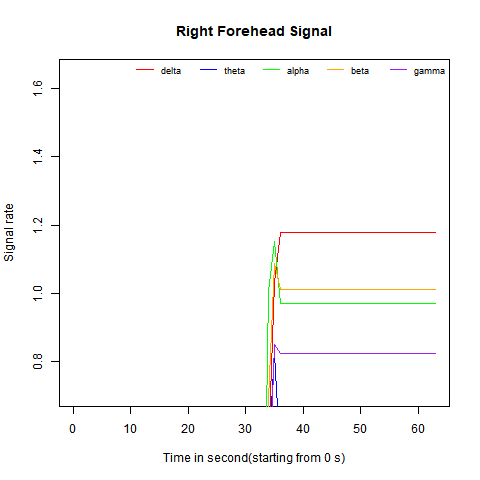 Right Forehead Signal
delta theta alpha beta gamma
Signal rate
1.6
1.4
1.2
1.0
0.8
0 10 20 30 40 50 60
Time in second(starting from 0 s)